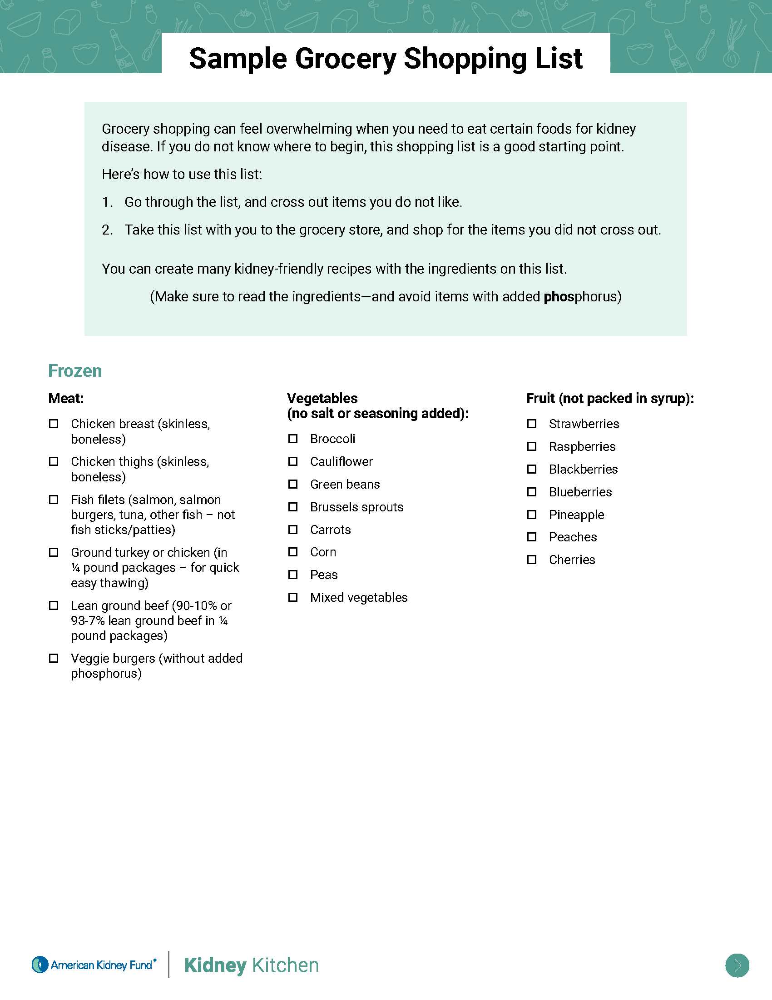 Sample Grocery Shopping List
Grocery shopping can feel overwhelming when you need to eat certain foods for kidney
disease. If you do not know where to begin, this shopping list is a good starting point.
Here’s how to use this list:
1. Go through the list, and cross out items you do not like.
2. Take this list with you to the grocery store, and shop for the items you did not cross out.
You can create many kidney-friendly recipes with the ingredients on this list.
(Make sure to read the ingredients—and avoid items with added phosphorus)
Frozen
Meat:
Chicken breast (skinless,
boneless)
Chicken thighs (skinless,
boneless)
Fish filets (salmon, salmon
burgers, tuna, other fish – not
fish sticks/patties)
Ground turkey or chicken (in
¼ pound packages – for quick
easy thawing)
Lean ground beef (90-10% or
93-7% lean ground beef in ¼
pound packages)
Veggie burgers (without added
phosphorus)
Vegetables
(no salt or seasoning added):
Broccoli
Cauliflower
Green beans
Brussels sprouts
Carrots
Corn
Peas
Mixed vegetables
Fruit (not packed in syrup):
Strawberries
Raspberries
Blackberries
Blueberries
Pineapple
Peaches
Cherries
American Kidney Fund
Kidney Kitchen